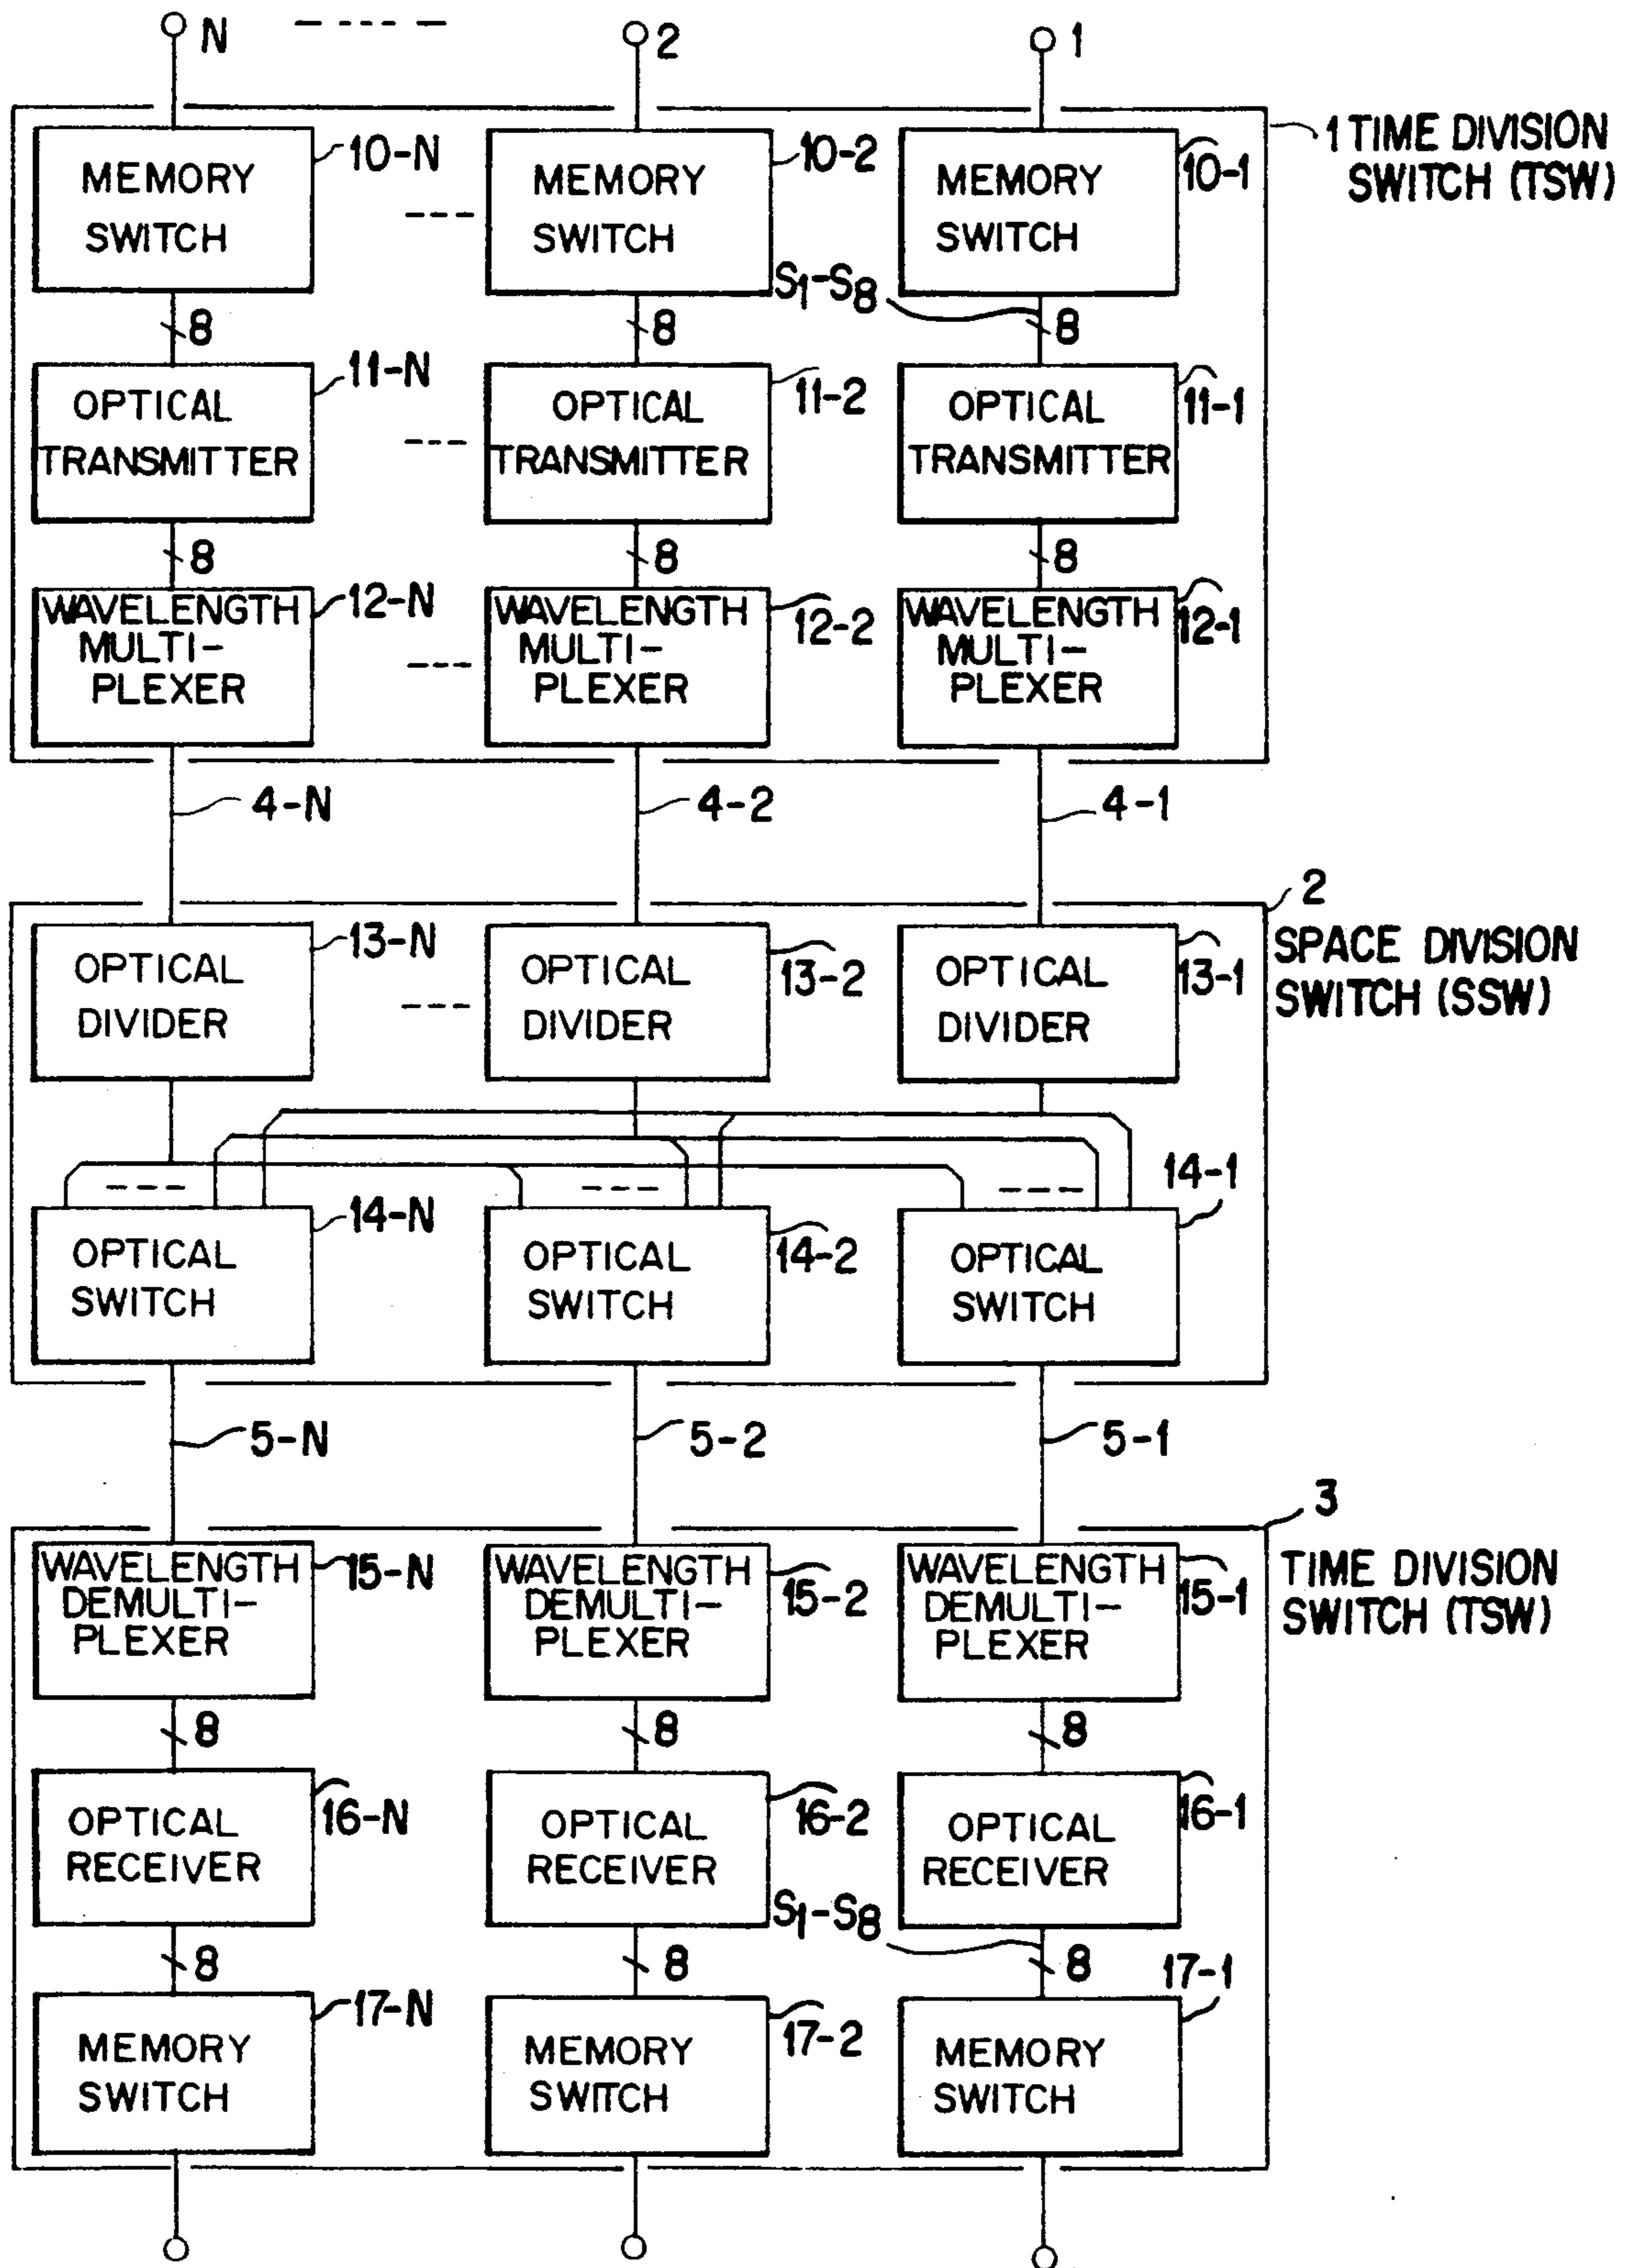 N 2 1
1 TIME DIVISION
SWITCH (TSW)
MEMORY
SWITCH
10-N
MEMORY
SWITCH
10-2
MEMORY
SWITCH
10-1
8
8
S1-S8
8
OPTICAL
TRANSMITTER
11-N
OPTICAL
TRANSMITTER
11-2
OPTICAL
TRANSMITTER
11-1
8
8
8
WAVELENGTH
MULTI-
PLEXER
12-N
WAVELENGTH
MULTI-
PLEXER
12-2
WAVELENGTH
MULTI-
PLEXER
12-1
4-N
4-2
4-1
2
SPACE DIVISION
SWITCH (SSW)
OPTICAL
DIVIDER
13-N
OPTICAL
DIVIDER
13-2
OPTICAL
DIVIDER
13-1
OPTICAL
SWITCH
14-N
OPTICAL
SWITCH
14-2
OPTICAL
SWITCH
14-1
5-N
5-2
5-1
3
TIME DIVISION
SWITCH (TSW)
WAVELENGTH
DEMULTI-
PLEXER
15-N
WAVELENGTH
DEMULTI-
PLEXER
15-2
WAVELENGTH
DEMULTI-
PLEXER
15-1
8
8
8
OPTICAL
RECEIVER
16-N
OPTICAL
RECEIVER
16-2
OPTICAL
RECEIVER
16-1
8
8
S1-S8
8
MEMORY
SWITCH
17-N
MEMORY
SWITCH
17-2
MEMORY
SWITCH
17-1